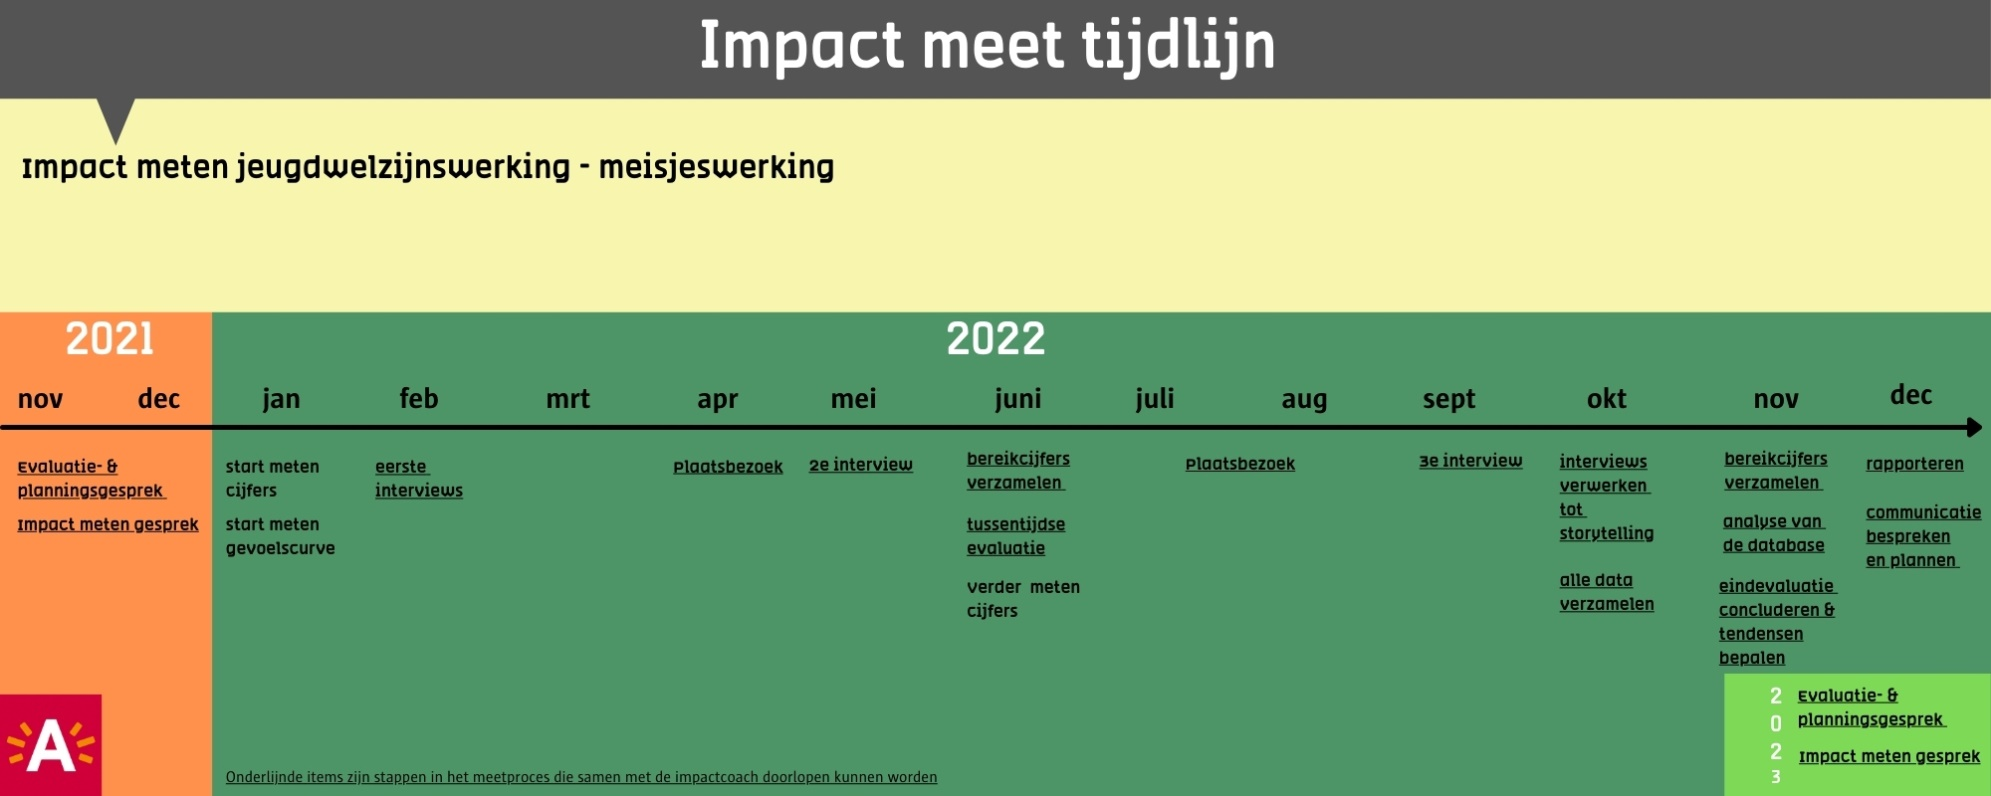 Impact meet tijdlijn
Impact meten jeugdwelzijnswerking - meisjeswerking
2021
2022
nov
dec
jan
feb
mrt
apr
mei
juni
juli
aug
sept
okt
nov
dec
Evaluatie- &
planningsgesprek
Impact meten gesprek
start meten
cijfers
start meten
gevoelscurve
eerste
interviews
Plaatsbezoek
2e interview
bereikcijfers
verzamelen
tussentijdse
evaluatie
verder meten
cijfers
Plaatsbezoek
3e interview
interviews
verwerken
tot
storytelling
alle data
verzamelen
bereikcijfers
verzamelen
analyse van
de database
eindevaluatie
concluderen &
tendensen
bepalen
rapporteren
communicatie
bespreken
en plannen
2
0
2
3
Evaluatie- &
planningsgesprek
Impact meten gesprek
A
Onderlijnde items zijn stappen in het meetproces die samen met de impactcoach doorlopen kunnen worden